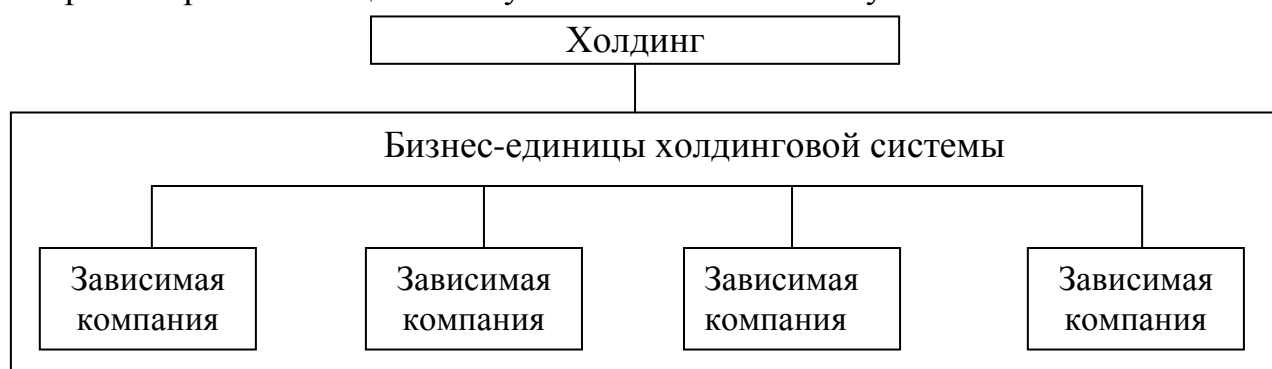 Холдинг
Бизнес-единицы холдинговой системы
Зависимая
компания
Зависимая
компания
Зависимая
компания
Зависимая
компания